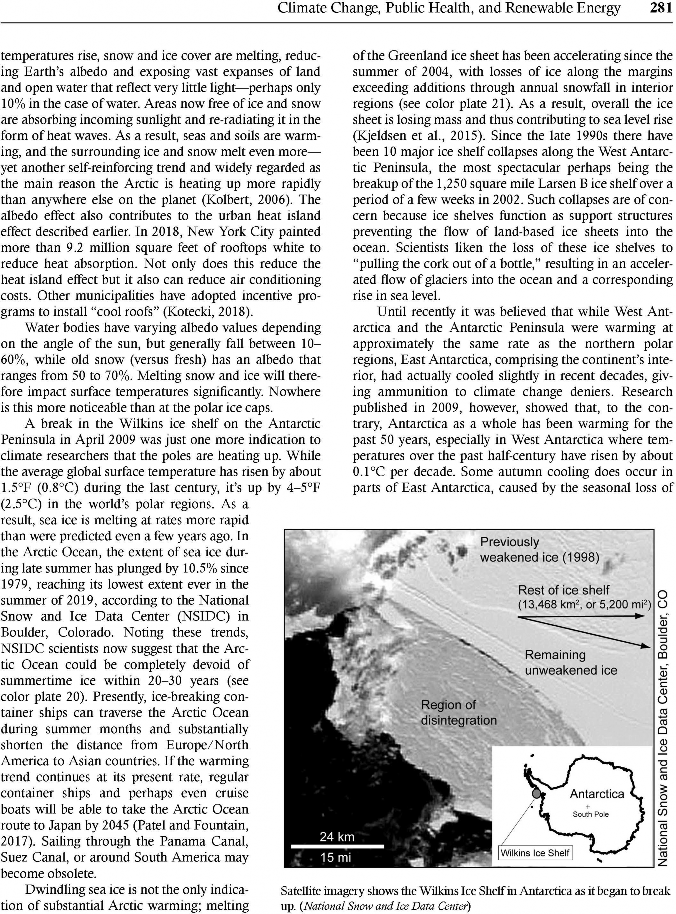 Climate Change, Public Health, and Renewable Energy 281
temperatures rise, snow and ice cover are melting, reduc-
ing Earth's albedo and exposing vast expanses of land
and open water that reflect very little light—perhaps only
10% in the case of water. Areas now free of ice and snow
are absorbing incoming sunlight and re-radiating it in the
form of heat waves. As a result, seas and soils are warm-
ing, and the surrounding ice and snow melt even more—
yet another self-reinforcing trend and widely regarded as
the main reason the Arctic is heating up more rapidly
than anywhere else on the planet (Kolbert, 2006). The
albedo effect also contributes to the urban heat island
effect described earlier. In 2018, New York City painted
more than 9.2 million square feet of rooftops white to
reduce heat absorption. Not only does this reduce the
heat island effect but it also can reduce air conditioning
costs. Other municipalities have adopted incentive pro-
grams to install "cool roofs" (Kotecki, 2018).
Water bodies have varying albedo values depending
on the angle of the sun, but generally fall between 10–
60%, while old snow (versus fresh) has an albedo that
ranges from 50 to 70%. Melting snow and ice will there-
fore impact surface temperatures significantly. Nowhere
is this more noticeable than at the polar ice caps.
A break in the Wilkins ice shelf on the Antarctic
Peninsula in April 2009 was just one more indication to
climate researchers that the poles are heating up. While
the average global surface temperature has risen by about
1.5°F (0.8°C) during the last century, it's up by 4–5°F
(2.5°C) in the world's polar regions. As a
result, sea ice is melting at rates more rapid
than were predicted even a few years ago. In
the Arctic Ocean, the extent of sea ice dur-
ing late summer has plunged by 10.5% since
1979, reaching its lowest extent ever in the
summer of 2019, according to the National
Snow and Ice Data Center (NSIDC) in
Boulder, Colorado. Noting these trends,
NSIDC scientists now suggest that the Arc-
tic Ocean could be completely devoid of
summertime ice within 20–30 years (see
color plate 20). Presently, ice-breaking con-
tainer ships can traverse the Arctic Ocean
during summer months and substantially
shorten the distance from Europe/North
America to Asian countries. If the warming
trend continues at its present rate, regular
container ships and perhaps even cruise
boats will be able to take the Arctic Ocean
route to Japan by 2045 (Patel and Fountain,
2017). Sailing through the Panama Canal,
Suez Canal, or around South America may
become obsolete.
Dwindling sea ice is not the only indica-
tion of substantial Arctic warming; melting
of the Greenland ice sheet has been accelerating since the
summer of 2004, with losses of ice along the margins
exceeding additions through annual snowfall in interior
regions (see color plate 21). As a result, overall the ice
sheet is losing mass and thus contributing to sea level rise
(Kjeldsen et al., 2015). Since the late 1990s there have
been 10 major ice shelf collapses along the West Antarc-
tic Peninsula, the most spectacular perhaps being the
breakup of the 1,250 square mile Larsen B ice shelf over a
period of a few weeks in 2002. Such collapses are of con-
cern because ice shelves function as support structures
preventing the flow of land-based ice sheets into the
ocean. Scientists liken the loss of these ice shelves to
"pulling the cork out of a bottle," resulting in an acceler-
ated flow of glaciers into the ocean and a corresponding
rise in sea level.
Until recently it was believed that while West Ant-
arctica and the Antarctic Peninsula were warming at
approximately the same rate as the northern polar
regions, East Antarctica, comprising the continent's inte-
rior, had actually cooled slightly in recent decades, giv-
ing ammunition to climate change deniers. Research
published in 2009, however, showed that, to the con-
trary, Antarctica as a whole has been warming for the
past 50 years, especially in West Antarctica where tem-
peratures over the past half-century have risen by about
0.1°C per decade. Some autumn cooling does occur in
parts of East Antarctica, caused by the seasonal loss of
Previously
weakened ice (1998)
Rest of ice shelf
(13,468 km², or 5,200 mi²)
Remaining
unweakened ice
Region of
disintegration
Antarctica
South Pole
Wilkins Ice Shelf
24 km
15 mi
National Snow and Ice Data Center, Boulder, CO
Satellite imagery shows the Wilkins Ice Shelf in Antarctica as it began to break
up. (National Snow and Ice Data Center)